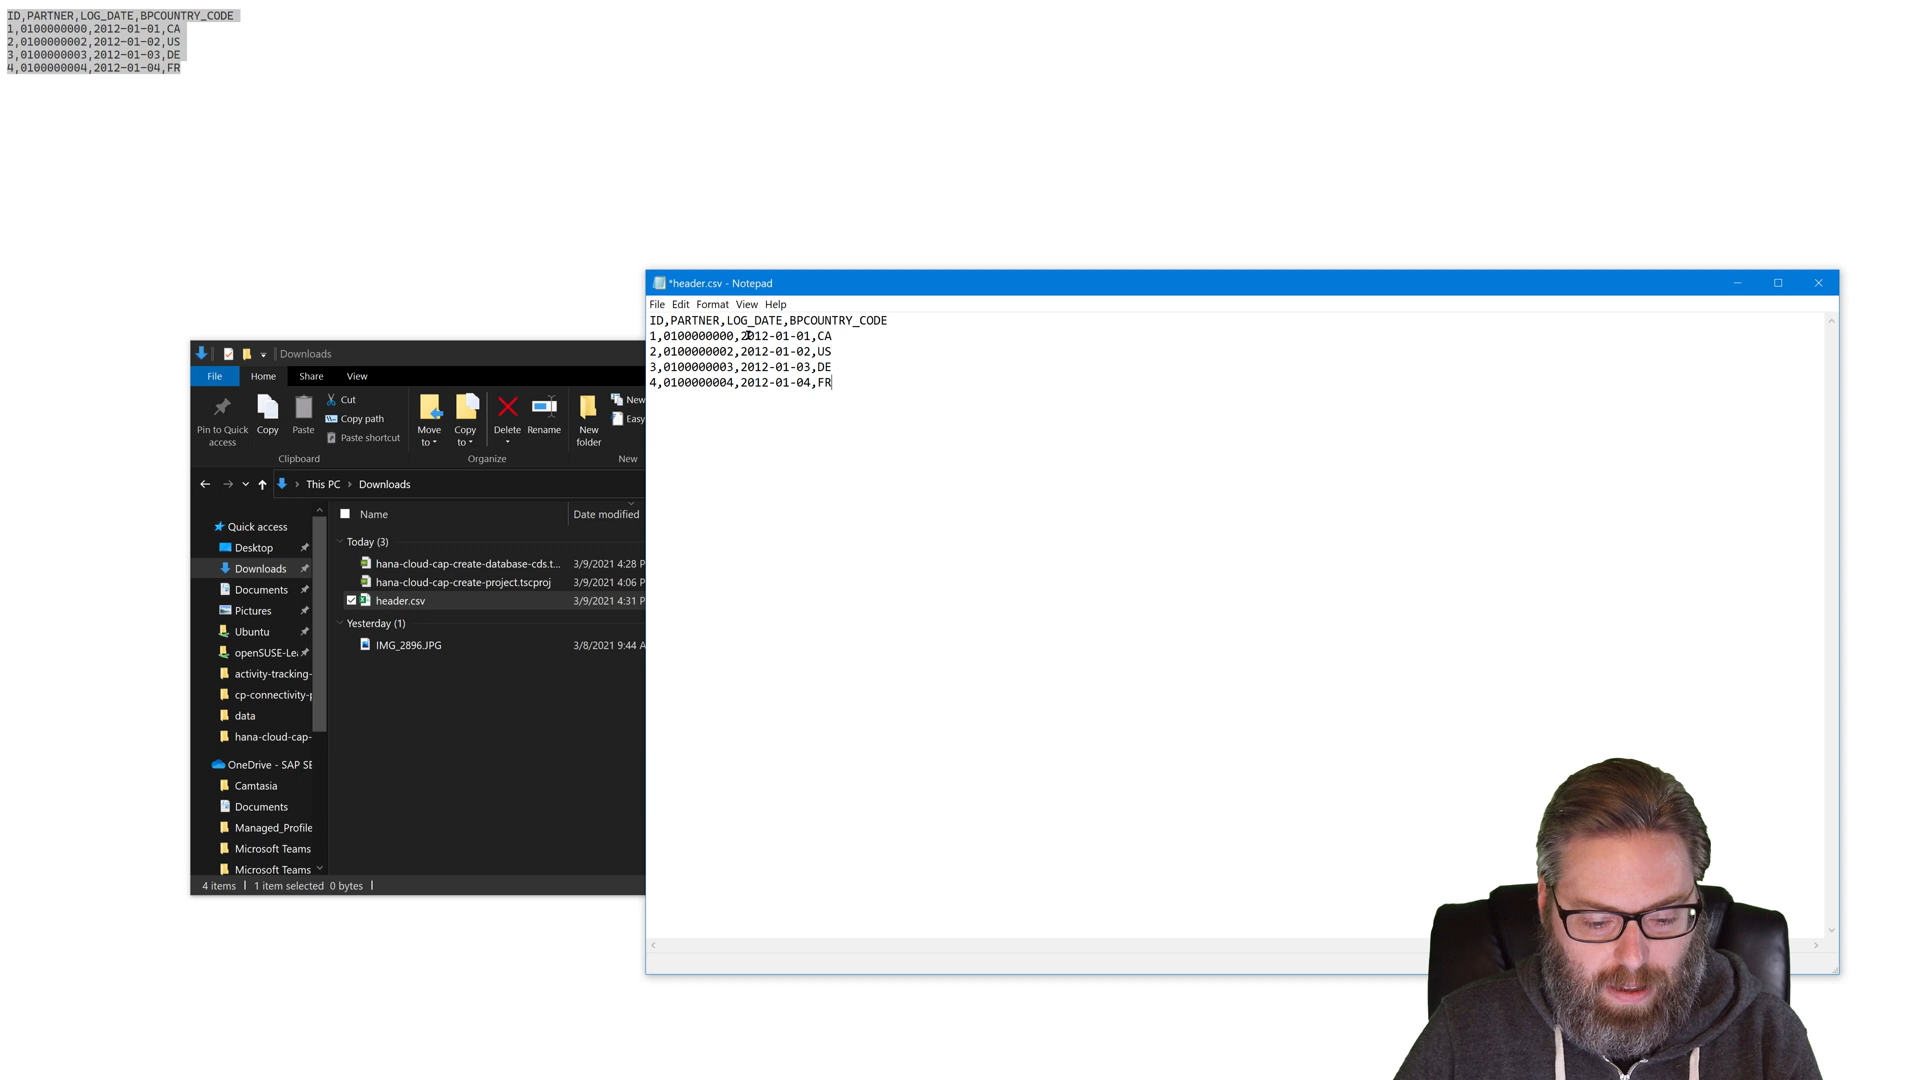 ID,PARTNER,LOG_DATE,BPCOUNTRY_CODE
1,0100000000,2012-01-01,CA
2,0100000002,2012-01-02,US
3,0100000003,2012-01-03,DE
4,0100000004,2012-01-04,FR
*header.csv - Notepad
File Edit Format View Help
ID,PARTNER,LOG_DATE,BPCOUNTRY_CODE
1,0100000000,2012-01-01,CA
2,0100000002,2012-01-02,US
3,0100000003,2012-01-03,DE
4,0100000004,2012-01-04,FR
Downloads
File Home Share View
Pin to Quick access
Copy
Paste
Cut
Copy path
Paste shortcut
Clipboard
Move to
Copy to
Delete
Rename
Organize
New folder
New
Easy
New
This PC > Downloads
Name Date modified
Quick access
Desktop
Downloads
Documents
Pictures
Ubuntu
openSUSE-Le
activity-tracking-
cp-connectivity-p
data
hana-cloud-cap-
OneDrive - SAP SE
Camtasia
Documents
Managed_Profile
Microsoft Teams
Microsoft Teams
Today (3)
hana-cloud-cap-create-database-cds.t... 3/9/2021 4:28 P
hana-cloud-cap-create-project.tscproj 3/9/2021 4:06 P
header.csv 3/9/2021 4:31 P
Yesterday (1)
IMG_2896.JPG 3/8/2021 9:44 A
4 items 1 item selected 0 bytes